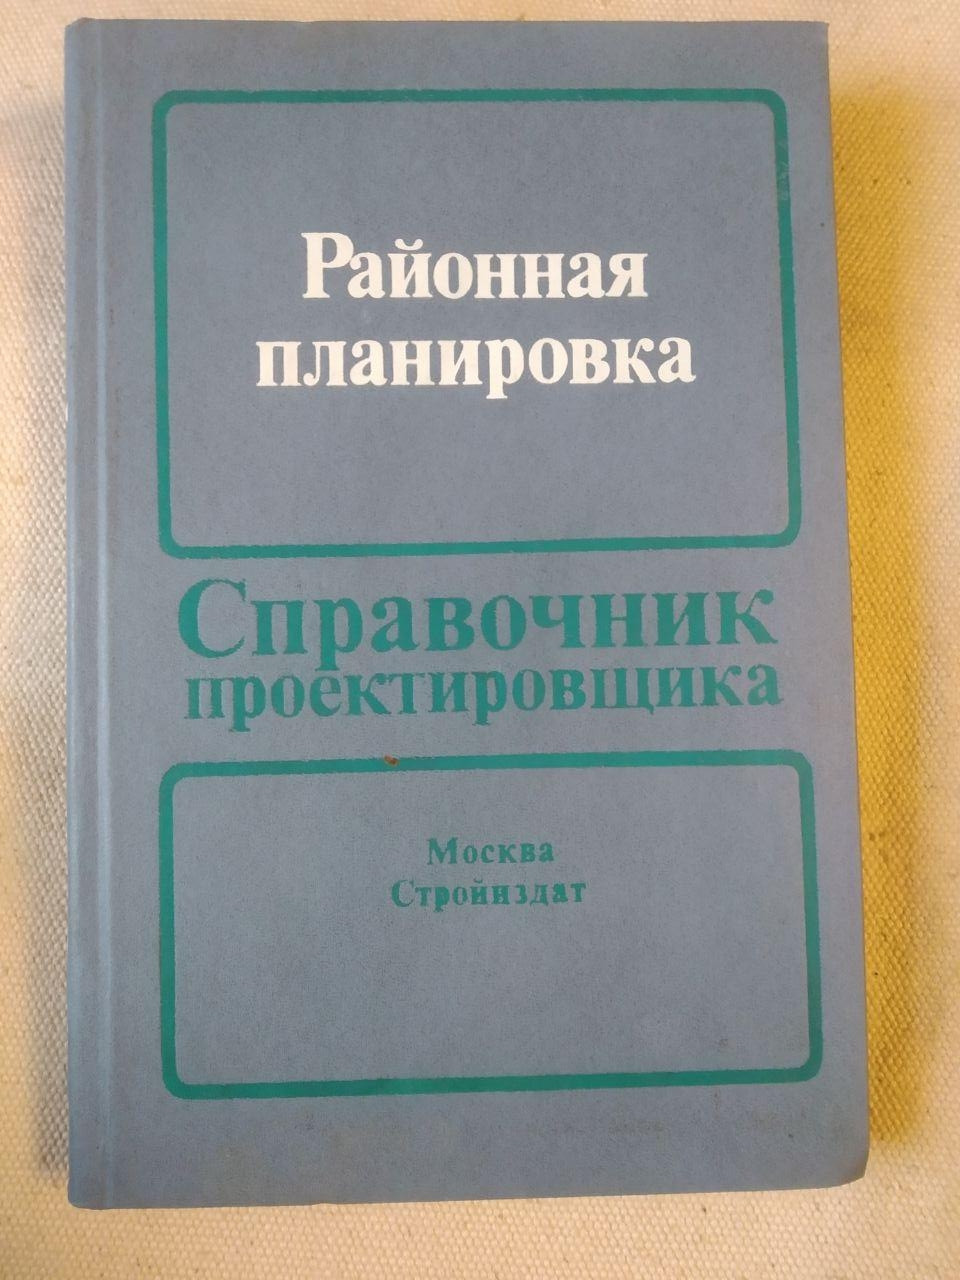 Районная
планировка
Справочник
проектировщика
Москва
Стройиздат